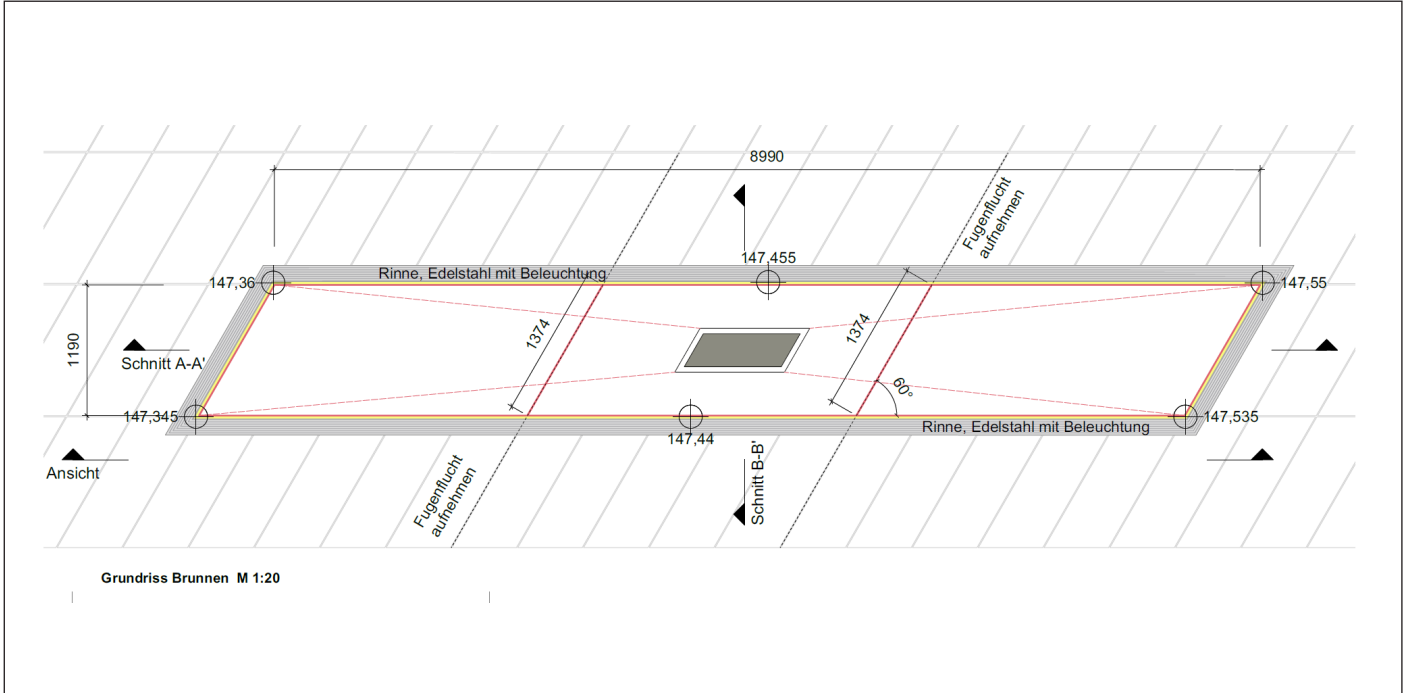 8990
Fugenflucht
aufnehmen
147,455
147,36
Rinne, Edelstahl mit Beleuchtung
147,55
1374
1374
1190
Schnitt A-A'
60°
147,345
147,535
Rinne, Edelstahl mit Beleuchtung
147,44
Ansicht
Fugenflucht
aufnehmen
Schnitt B-B'
Grundriss Brunnen M 1:20